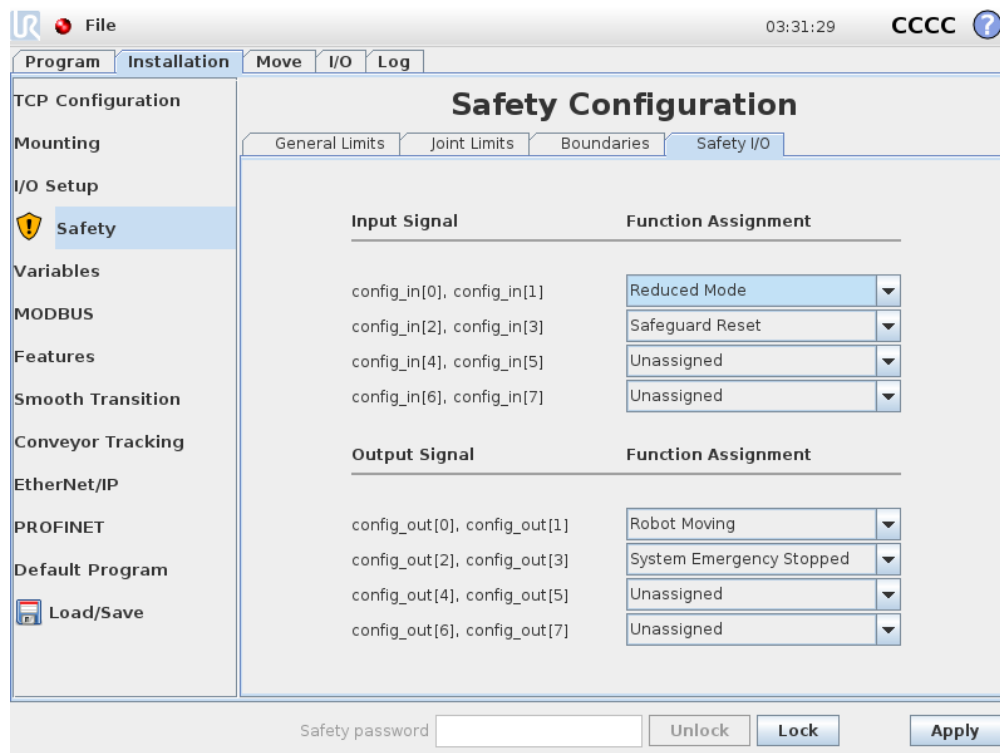 UR File 03:31:29 CCCC ?
Program Installation Move I/O Log
TCP Configuration
Mounting
I/O Setup
Safety
Variables
MODBUS
Features
Smooth Transition
Conveyor Tracking
EtherNet/IP
PROFINET
Default Program
Load/Save
Safety Configuration
General Limits Joint Limits Boundaries Safety I/O
Input Signal Function Assignment
config_in[0], config_in[1] Reduced Mode
config_in[2], config_in[3] Safeguard Reset
config_in[4], config_in[5] Unassigned
config_in[6], config_in[7] Unassigned
Output Signal Function Assignment
config_out[0], config_out[1] Robot Moving
config_out[2], config_out[3] System Emergency Stopped
config_out[4], config_out[5] Unassigned
config_out[6], config_out[7] Unassigned
Safety password Unlock Lock Apply